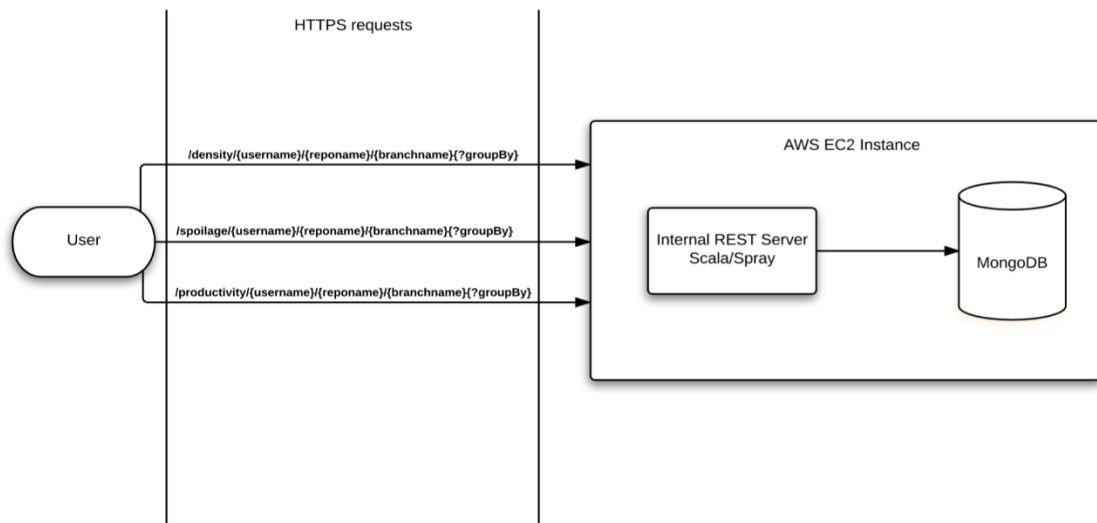 HTTPS requests
AWS EC2 Instance
/density/{username}/{reponame}/{branchname}{?groupBy}
User
/spoilage/{username}/{reponame}/{branchname}{?groupBy}
/productivity/{username}/{reponame}/{branchname}{?groupBy}
Internal REST Server
Scala/Spray
MongoDB